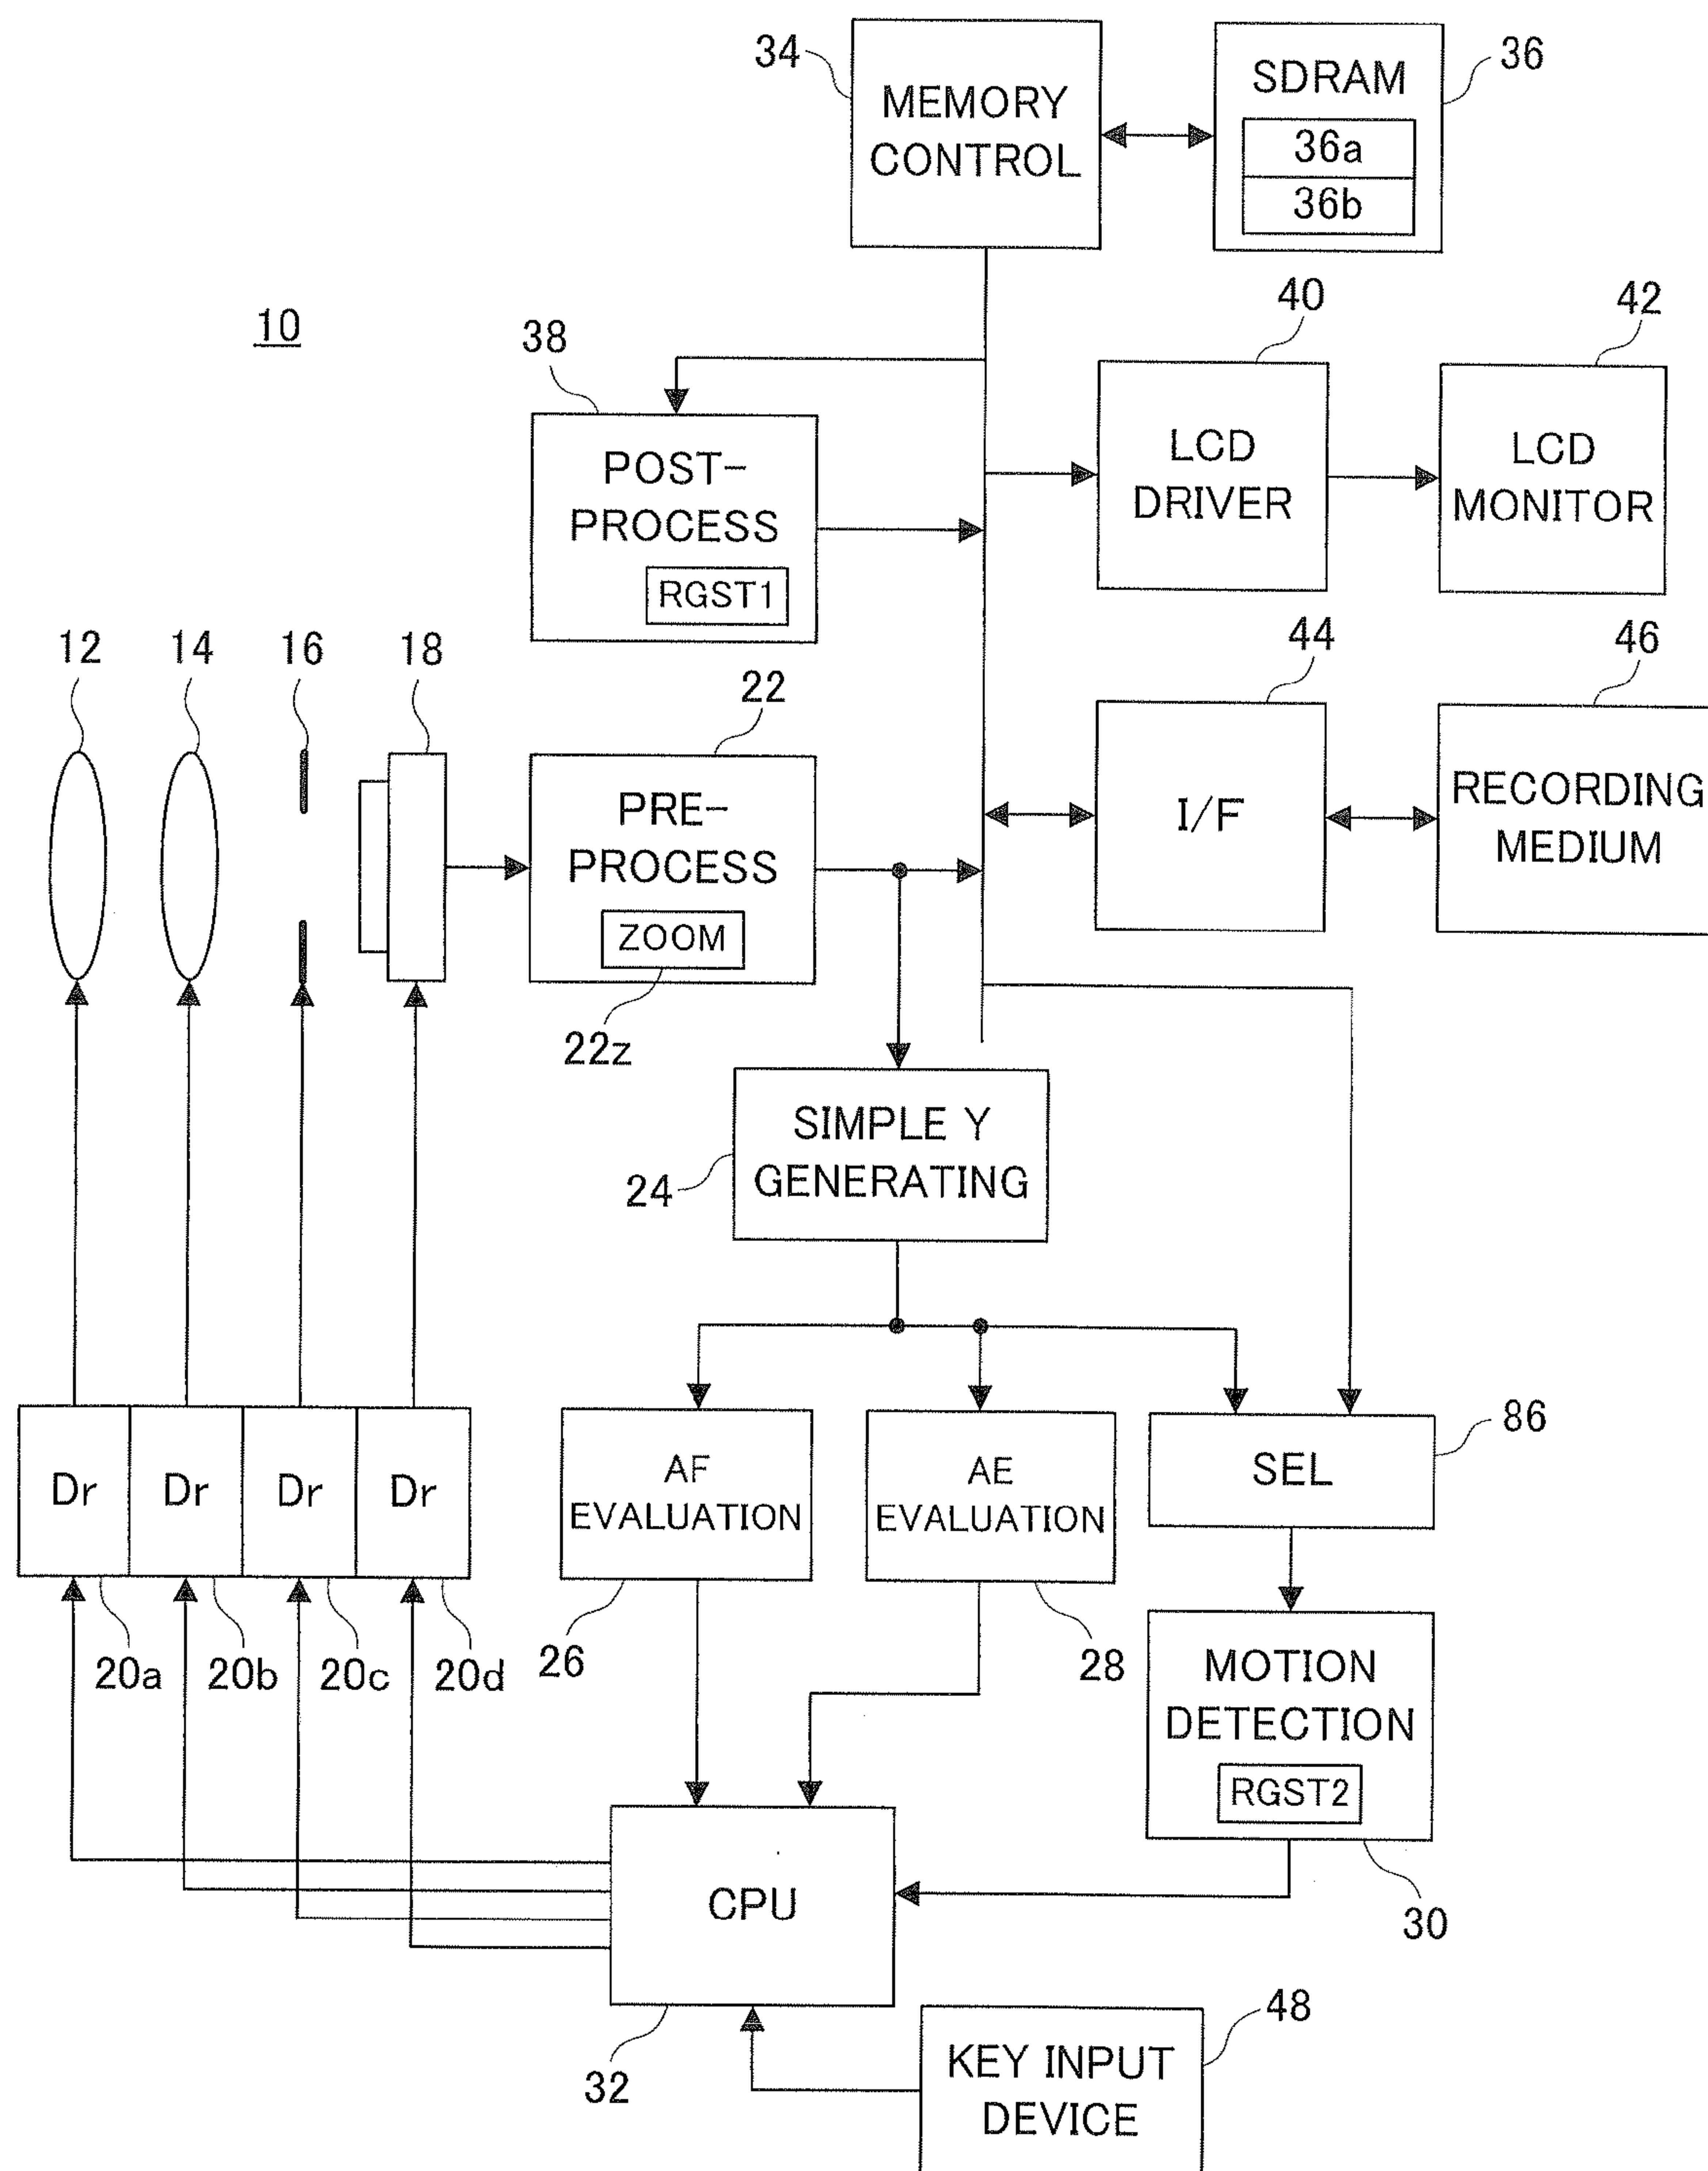 34
MEMORY
CONTROL
SDRAM
36a
36b
36
10
38
POST-
PROCESS
RGST1
40
LCD
DRIVER
42
LCD
MONITOR
12
14
16
18
22
PRE-
PROCESS
ZOOM
22z
44
I/F
46
RECORDING
MEDIUM
SIMPLE Y
GENERATING
24
Dr
Dr
Dr
Dr
20a
20b
20c
20d
AF
EVALUATION
26
AE
EVALUATION
28
SEL
86
MOTION
DETECTION
RGST2
30
CPU
32
KEY INPUT
DEVICE
48